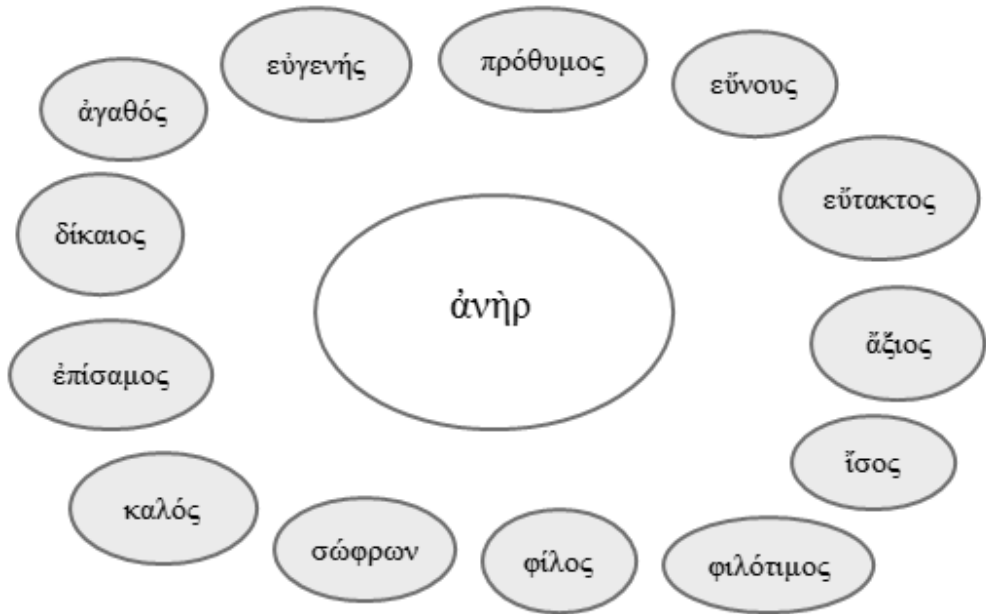 εὐγενής
πρόθυμος
εὔνους
ἀγαθός
εὔτακτος
δίκαιος
ἀνὴρ
ἄξιος
ἐπίσαμος
ἴσος
καλός
σώφρων
φίλος
φιλότιμος